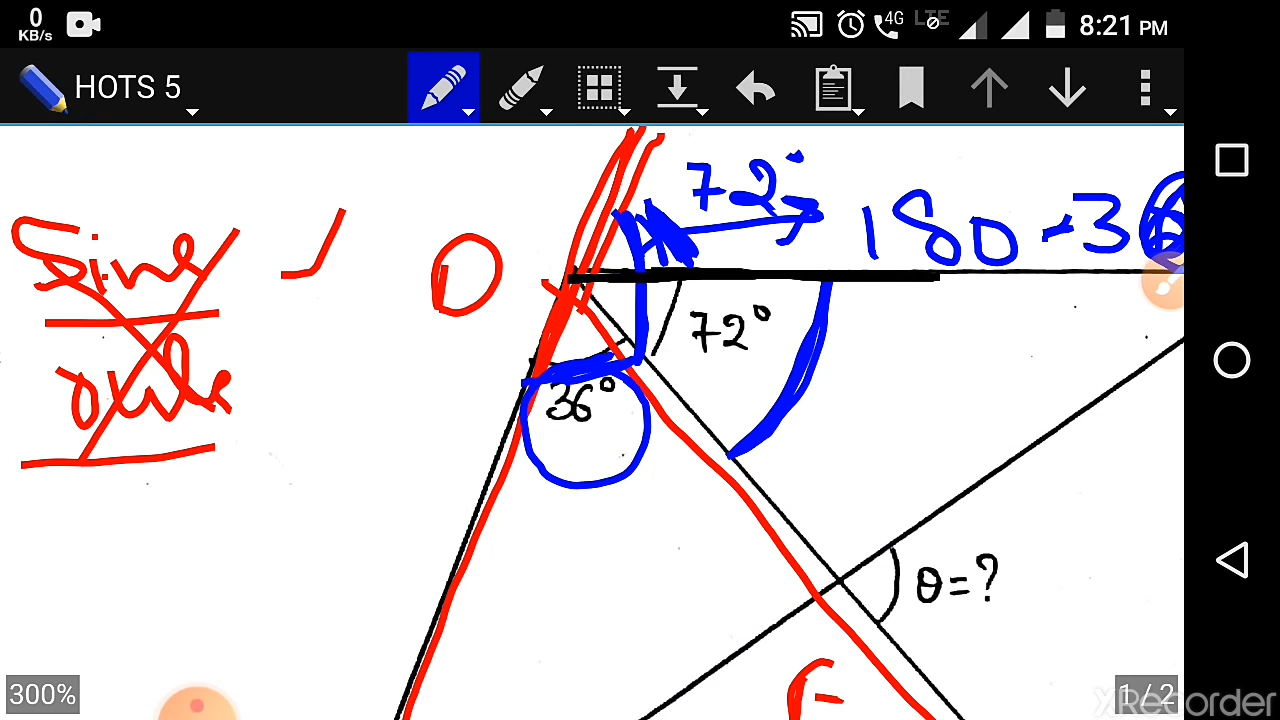 0
KB/s
4G
LTE
8:21 PM
HOTS 5
72°
180-36
Sine
rule
D
72°
36°
θ=?
300%
1/2
XRecorder